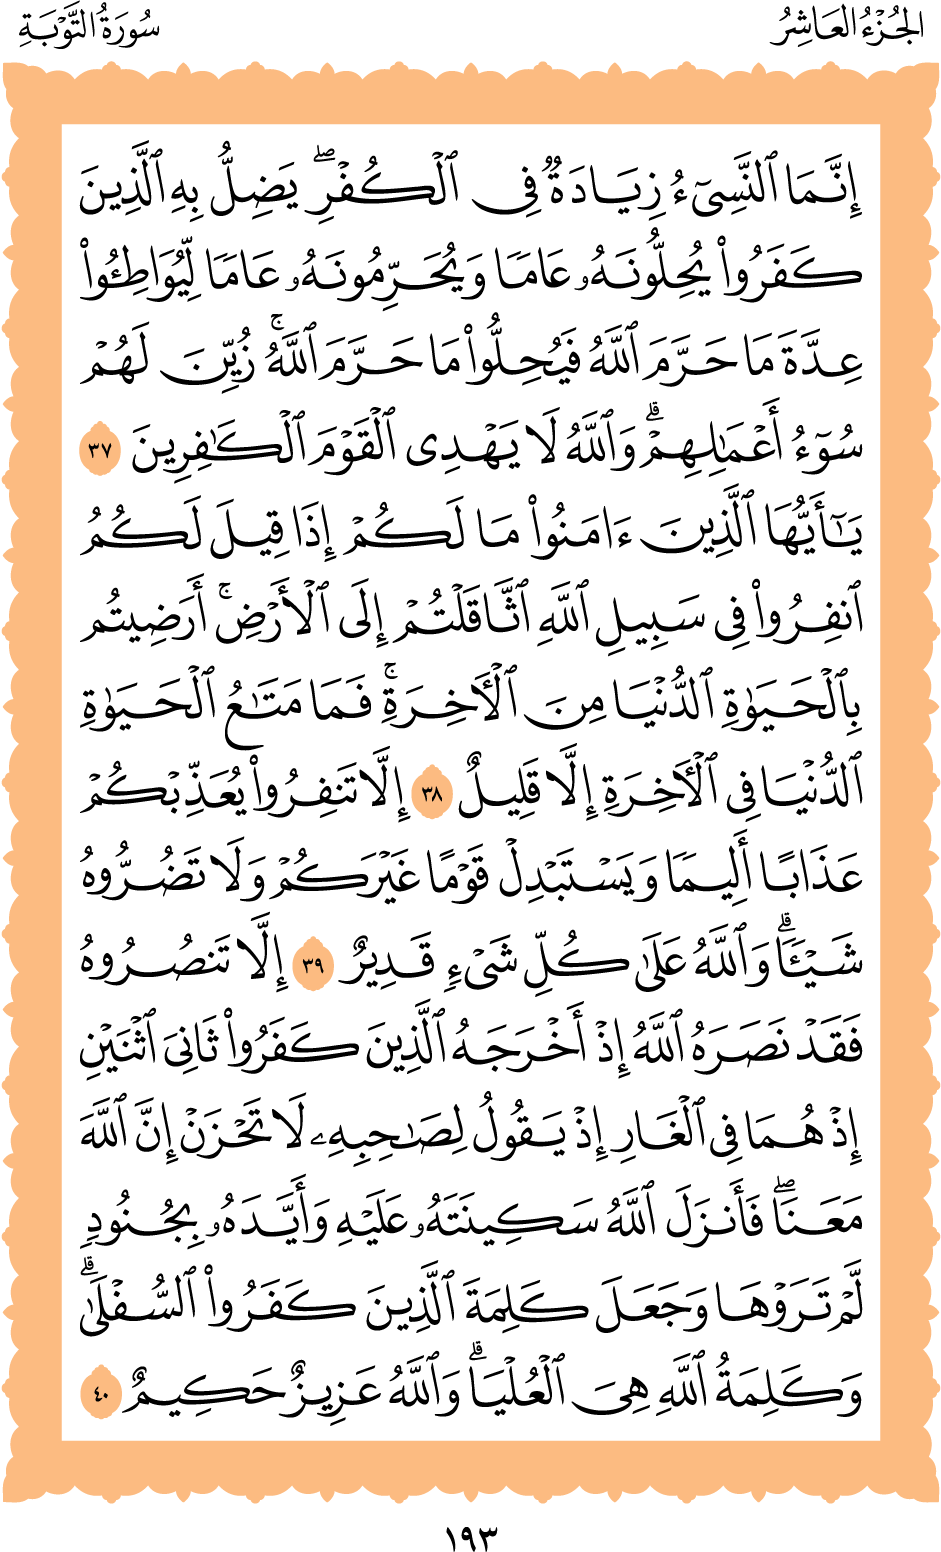 الجُزْءُ العَاشِرُ
سُورَةُ التَّوْبَةِ
إِنَّمَا ٱلنَّسِىٓءُ زِيَادَةٌ فِى ٱلْكُفْرِ ۖ يَضِلُّ بِهِ ٱلَّذِينَ
كَفَرُوا۟ يُحِلُّونَهُۥ عَامًا وَيُحَرِّمُونَهُۥ عَامًا لِّيُوَاطِـُٔوا۟
عِدَّةَ مَا حَرَّمَ ٱللَّهُ فَيُحِلُّوا۟ مَا حَرَّمَ ٱللَّهُ ۚ زُيِّنَ لَهُمْ
سُوٓءُ أَعْمَـٰلِهِمْ ۗ وَٱللَّهُ لَا يَهْدِى ٱلْقَوْمَ ٱلْكَـٰفِرِينَ ٣٧
يَـٰٓأَيُّهَا ٱلَّذِينَ ءَامَنُوا۟ مَا لَكُمْ إِذَا قِيلَ لَكُمُ
ٱنفِرُوا۟ فِى سَبِيلِ ٱللَّهِ ٱثَّاقَلْتُمْ إِلَى ٱلْأَرْضِ ۚ أَرَضِيتُم
بِٱلْحَيَوٰةِ ٱلدُّنْيَا مِنَ ٱلْـَٔاخِرَةِ ۚ فَمَا مَتَـٰعُ ٱلْحَيَوٰةِ
ٱلدُّنْيَا فِى ٱلْـَٔاخِرَةِ إِلَّا قَلِيلٌ ٣٨ إِلَّا تَنفِرُوا۟ يُعَذِّبْكُمْ
عَذَابًا أَلِيمًا وَيَسْتَبْدِلْ قَوْمًا غَيْرَكُمْ وَلَا تَضُرُّوهُ
شَيْـًٔا ۗ وَٱللَّهُ عَلَىٰ كُلِّ شَىْءٍ قَدِيرٌ ٣٩ إِلَّا تَنصُرُوهُ
فَقَدْ نَصَرَهُ ٱللَّهُ إِذْ أَخْرَجَهُ ٱلَّذِينَ كَفَرُوا۟ ثَانِىَ ٱثْنَيْنِ
إِذْ هُمَا فِى ٱلْغَارِ إِذْ يَقُولُ لِصَـٰحِبِهِۦ لَا تَحْزَنْ إِنَّ ٱللَّهَ
مَعَنَا ۖ فَأَنزَلَ ٱللَّهُ سَكِينَتَهُۥ عَلَيْهِ وَأَيَّدَهُۥ بِجُنُودٍ
لَّمْ تَرَوْهَا وَجَعَلَ كَلِمَةَ ٱلَّذِينَ كَفَرُوا۟ ٱلسُّفْلَىٰ ۗ
وَكَلِمَةُ ٱللَّهِ هِىَ ٱلْعُلْيَا ۗ وَٱللَّهُ عَزِيزٌ حَكِيمٌ ٤٠
١٩٣